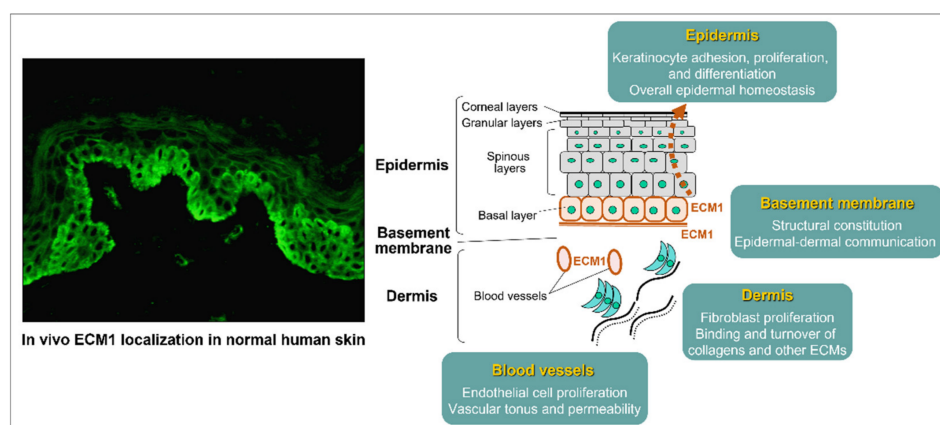 Epidermis
Keratinocyte adhesion, proliferation,
and differentiation
Overall epidermal homeostasis
Corneal layers
Granular layers
Epidermis
Spinous
layers
Basal layer
ECM1
ECM1
Basement
membrane
Basement membrane
Structural constitution
Epidermal-dermal communication
Dermis
ECM1
Blood vessels
Dermis
Fibroblast proliferation
Binding and turnover of
collagens and other ECMs
In vivo ECM1 localization in normal human skin
Blood vessels
Endothelial cell proliferation
Vascular tonus and permeability